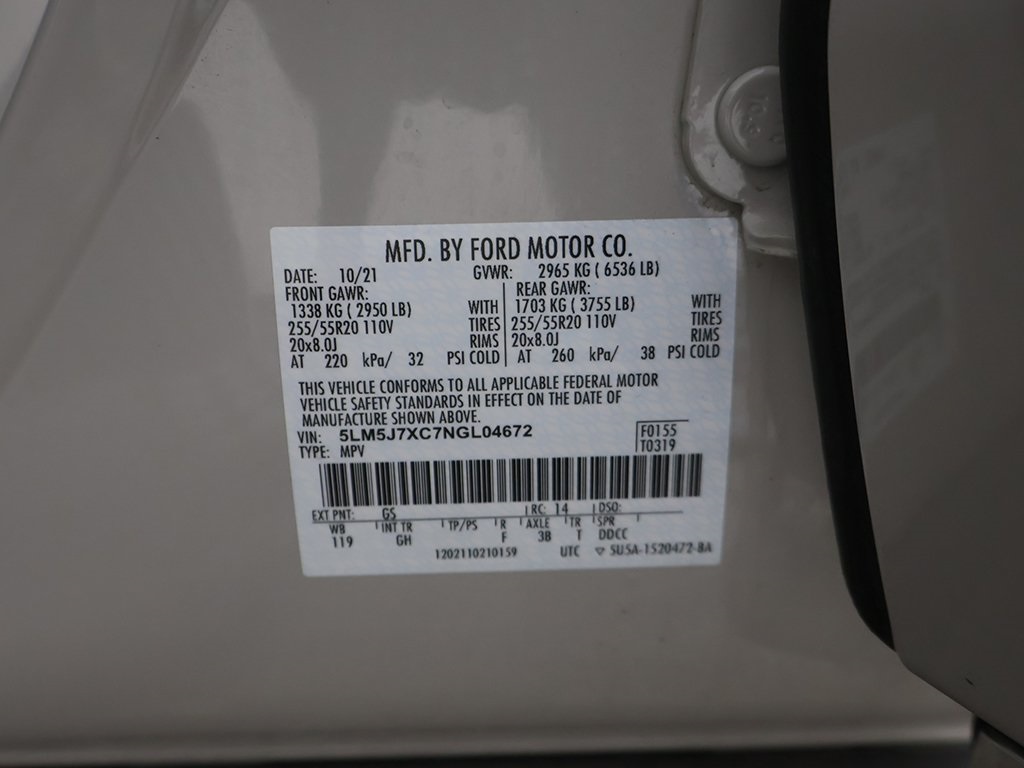 MFD. BY FORD MOTOR CO.
DATE: 10/21 GVWR: 2965 KG ( 6536 LB)
FRONT GAWR: REAR GAWR:
1338 KG ( 2950 LB) WITH 1703 KG ( 3755 LB) WITH
255/55R20 110V TIRES 255/55R20 110V TIRES
20x8.0J RIMS 20x8.0J RIMS
AT 220 kPa/ 32 PSI COLD AT 260 kPa/ 38 PSI COLD
THIS VEHICLE CONFORMS TO ALL APPLICABLE FEDERAL MOTOR
VEHICLE SAFETY STANDARDS IN EFFECT ON THE DATE OF
MANUFACTURE SHOWN ABOVE.
VIN: 5LM5J7XC7NGL04672 F0155
TYPE: MPV T0319
EXT PNT: GS RC: 14 DSO:
WB INT TR TP/PS R AXLE TR SPR
119 GH F 3B T DDCC
1202110210159 UTC ▽ 5U5A-1520472-BA